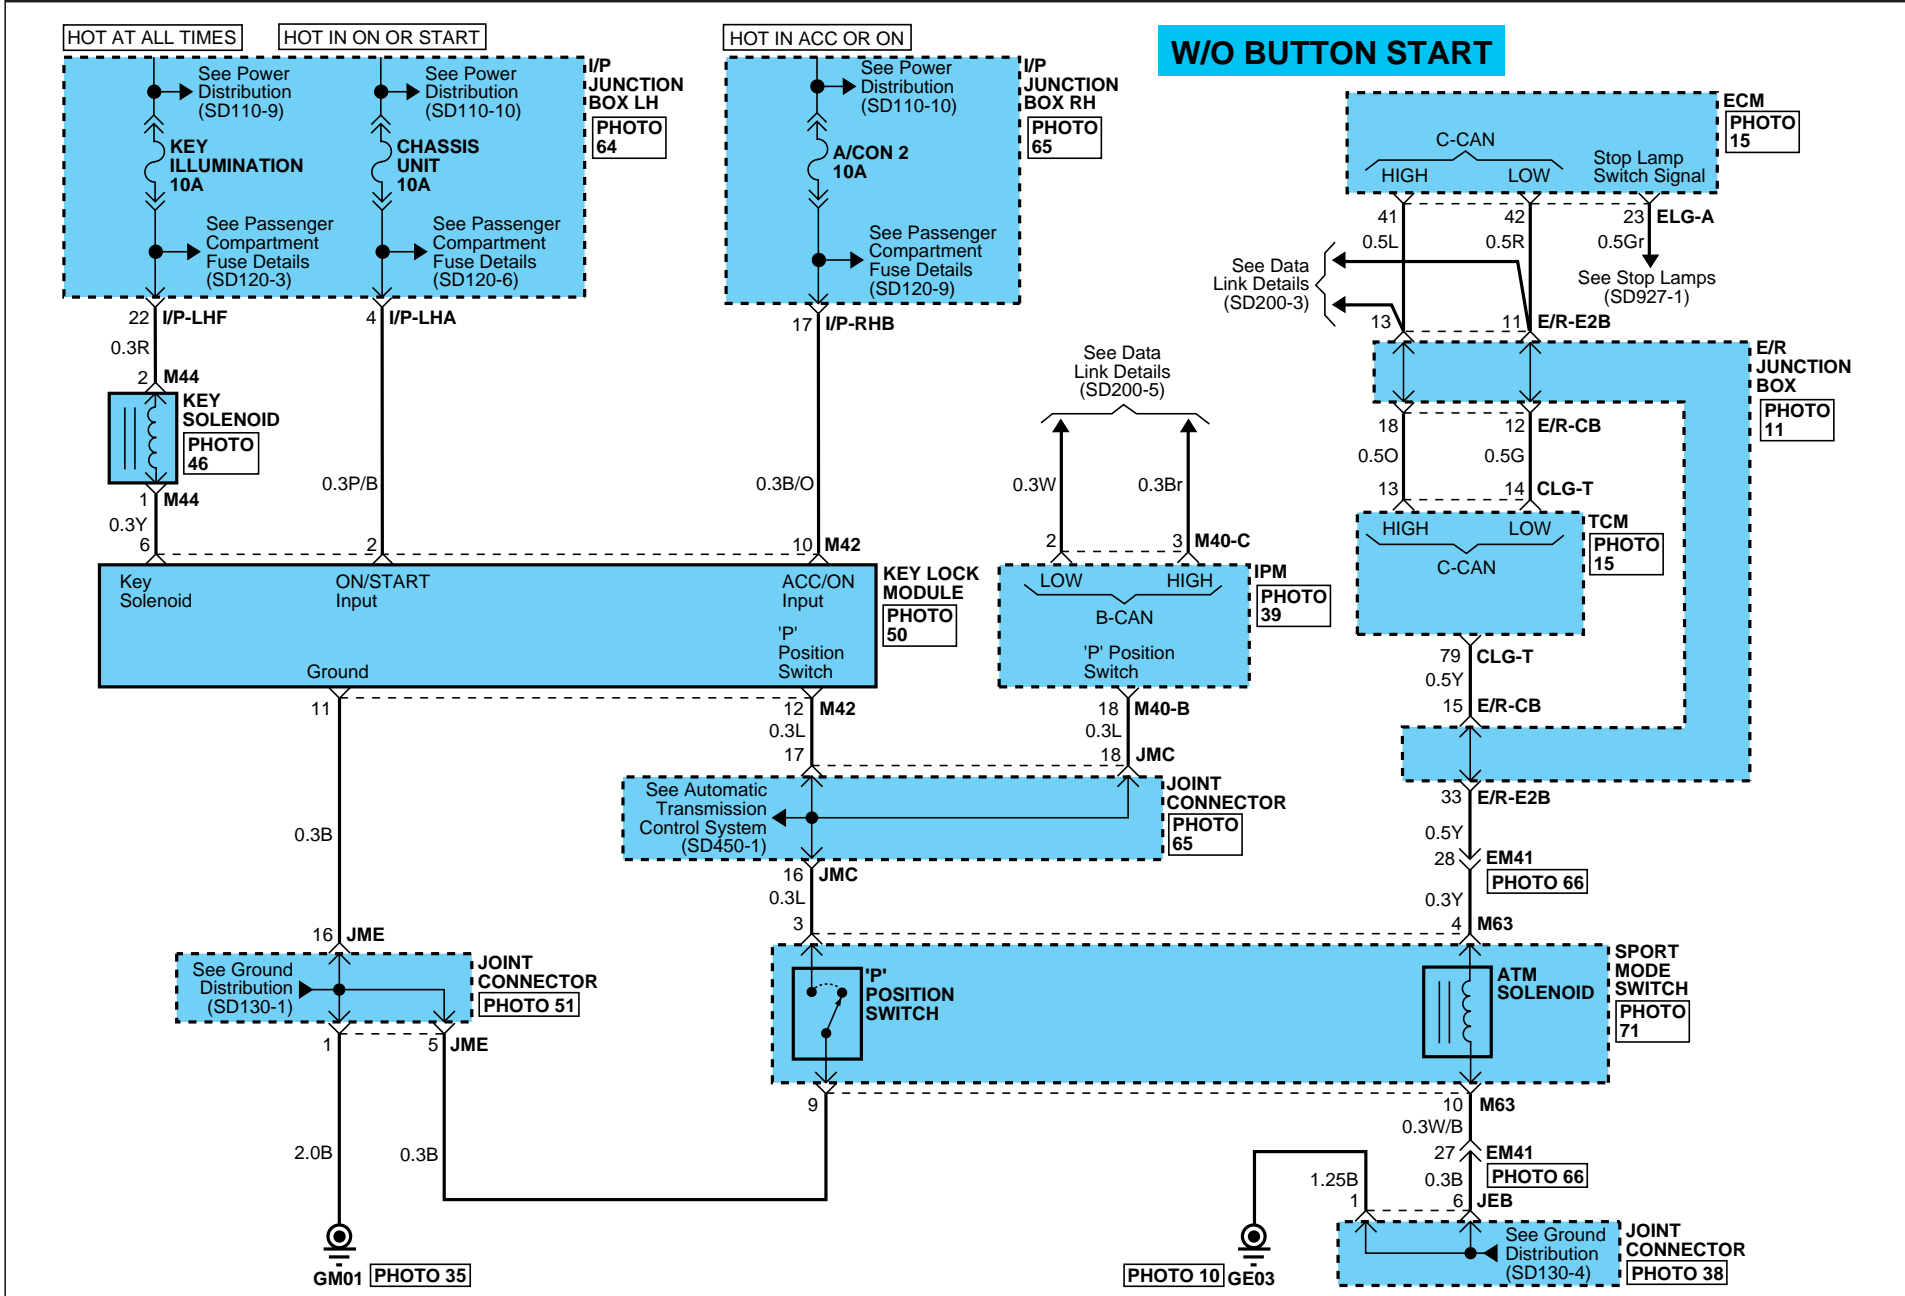 HOT AT ALL TIMES
HOT IN ON OR START
HOT IN ACC OR ON
W/O BUTTON START
See Power
Distribution
(SD110-9)
KEY
ILLUMINATION
10A
See Passenger
Compartment
Fuse Details
(SD120-3)
See Power
Distribution
(SD110-10)
CHASSIS
UNIT
10A
See Passenger
Compartment
Fuse Details
(SD120-6)
I/P
JUNCTION
BOX LH
PHOTO
64
See Power
Distribution
(SD110-10)
A/CON 2
10A
See Passenger
Compartment
Fuse Details
(SD120-9)
I/P
JUNCTION
BOX RH
PHOTO
65
C-CAN
HIGH
LOW
Stop Lamp
Switch Signal
ECM
PHOTO
15
41
42
23
ELG-A
0.5L
0.5R
0.5Gr
See Data
Link Details
(SD200-3)
See Stop Lamps
(SD927-1)
13
11
E/R-E2B
E/R
JUNCTION
BOX
PHOTO
11
18
12
E/R-CB
0.5O
0.5G
13
14
CLG-T
HIGH
LOW
C-CAN
TCM
PHOTO
15
79
CLG-T
0.5Y
15
E/R-CB
33
E/R-E2B
0.5Y
28
EM41
PHOTO 66
0.3Y
4
M63
22
I/P-LHF
4
I/P-LHA
17
I/P-RHB
0.3R
2
M44
KEY
SOLENOID
PHOTO
46
1
M44
0.3Y
6
0.3P/B
2
0.3B/O
10
M42
See Data
Link Details
(SD200-5)
0.3W
0.3Br
2
3
M40-C
Key
Solenoid
ON/START
Input
ACC/ON
Input
'P'
Position
Switch
Ground
KEY LOCK
MODULE
PHOTO
50
LOW
HIGH
B-CAN
'P' Position
Switch
IPM
PHOTO
39
11
12
M42
0.3L
17
18
M40-B
0.3L
18
JMC
See Automatic
Transmission
Control System
(SD450-1)
JOINT
CONNECTOR
PHOTO
65
16
JMC
0.3L
3
0.3B
16
JME
See Ground
Distribution
(SD130-1)
JOINT
CONNECTOR
PHOTO 51
1
5
JME
2.0B
0.3B
GM01
PHOTO 35
'P'
POSITION
SWITCH
ATM
SOLENOID
SPORT
MODE
SWITCH
PHOTO
71
9
10
M63
0.3W/B
27
EM41
PHOTO 66
1.25B
0.3B
1
6
JEB
See Ground
Distribution
(SD130-4)
JOINT
CONNECTOR
PHOTO 38
PHOTO 10
GE03